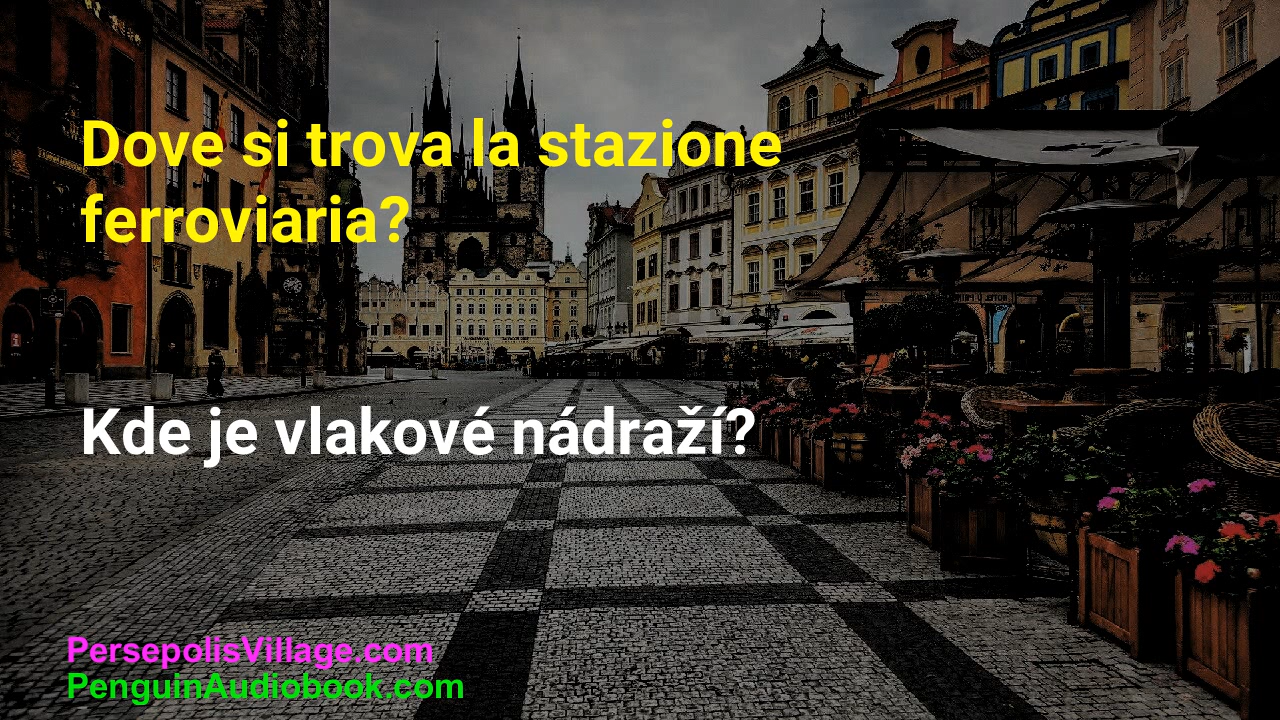 Dove si trova la stazione
ferroviaria?
Kde je vlakové nádraží?
PersepolisVillage.com
PenguinAudiobook.com